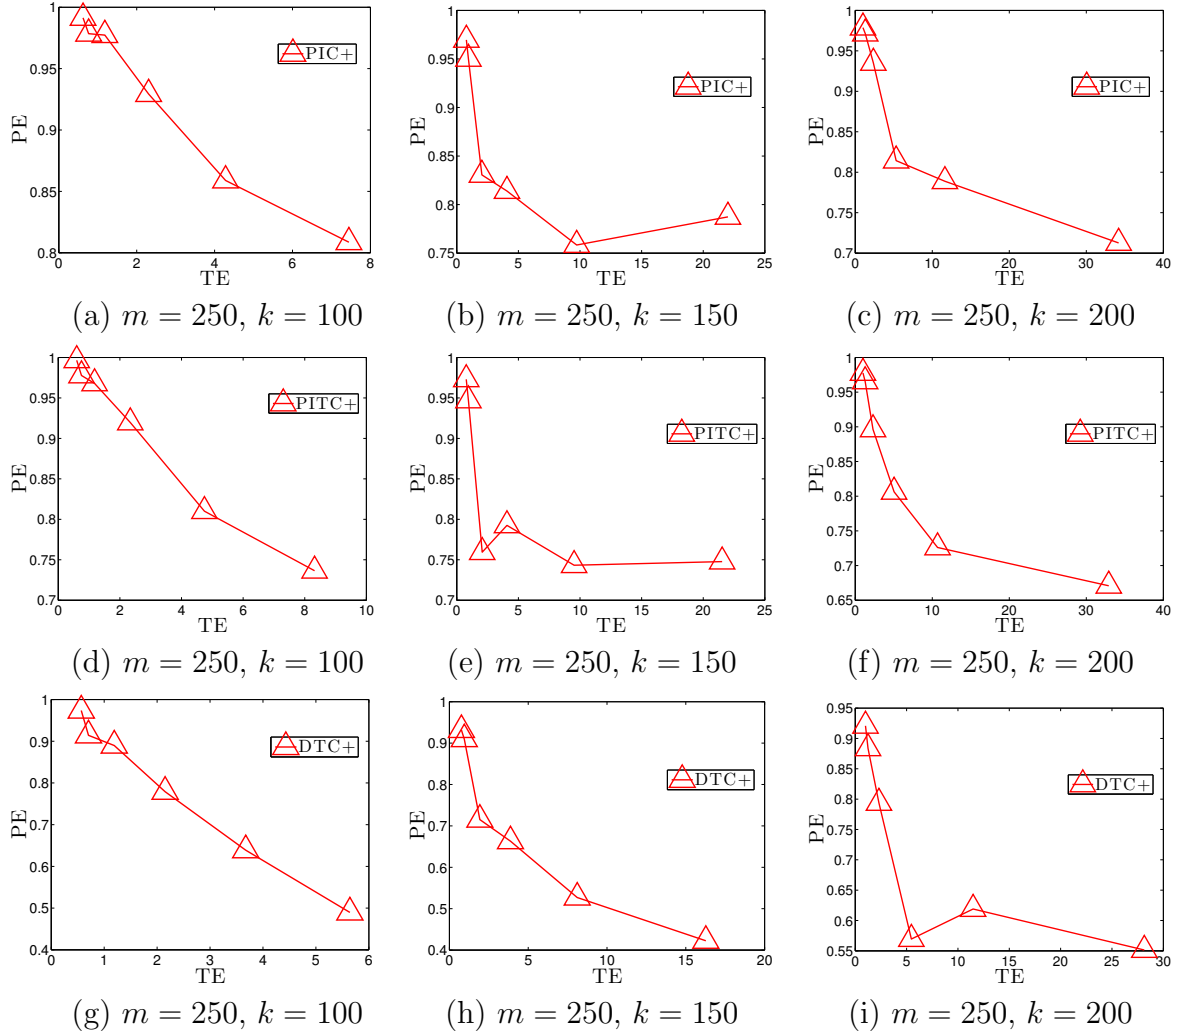 1
0.95
0.9
0.85
0.8
PE
0 2 4 6 8
TE
PIC+
(a) m = 250, k = 100
1
0.95
0.9
0.85
0.8
0.75
PE
0 5 10 15 20 25
TE
PIC+
(b) m = 250, k = 150
1
0.95
0.9
0.85
0.8
0.75
0.7
PE
0 10 20 30 40
TE
PIC+
(c) m = 250, k = 200
1
0.95
0.9
0.85
0.8
0.75
0.7
PE
0 2 4 6 8 10
TE
PITC+
(d) m = 250, k = 100
1
0.95
0.9
0.85
0.8
0.75
0.7
PE
0 5 10 15 20 25
TE
PITC+
(e) m = 250, k = 150
1
0.95
0.9
0.85
0.8
0.75
0.7
0.65
PE
0 10 20 30 40
TE
PITC+
(f) m = 250, k = 200
1
0.9
0.8
0.7
0.6
0.5
0.4
PE
0 1 2 3 4 5 6
TE
DTC+
(g) m = 250, k = 100
1
0.9
0.8
0.7
0.6
0.5
0.4
PE
0 5 10 15 20
TE
DTC+
(h) m = 250, k = 150
0.95
0.9
0.85
0.8
0.75
0.7
0.65
0.6
0.55
PE
0 5 10 15 20 25 30
TE
DTC+
(i) m = 250, k = 200